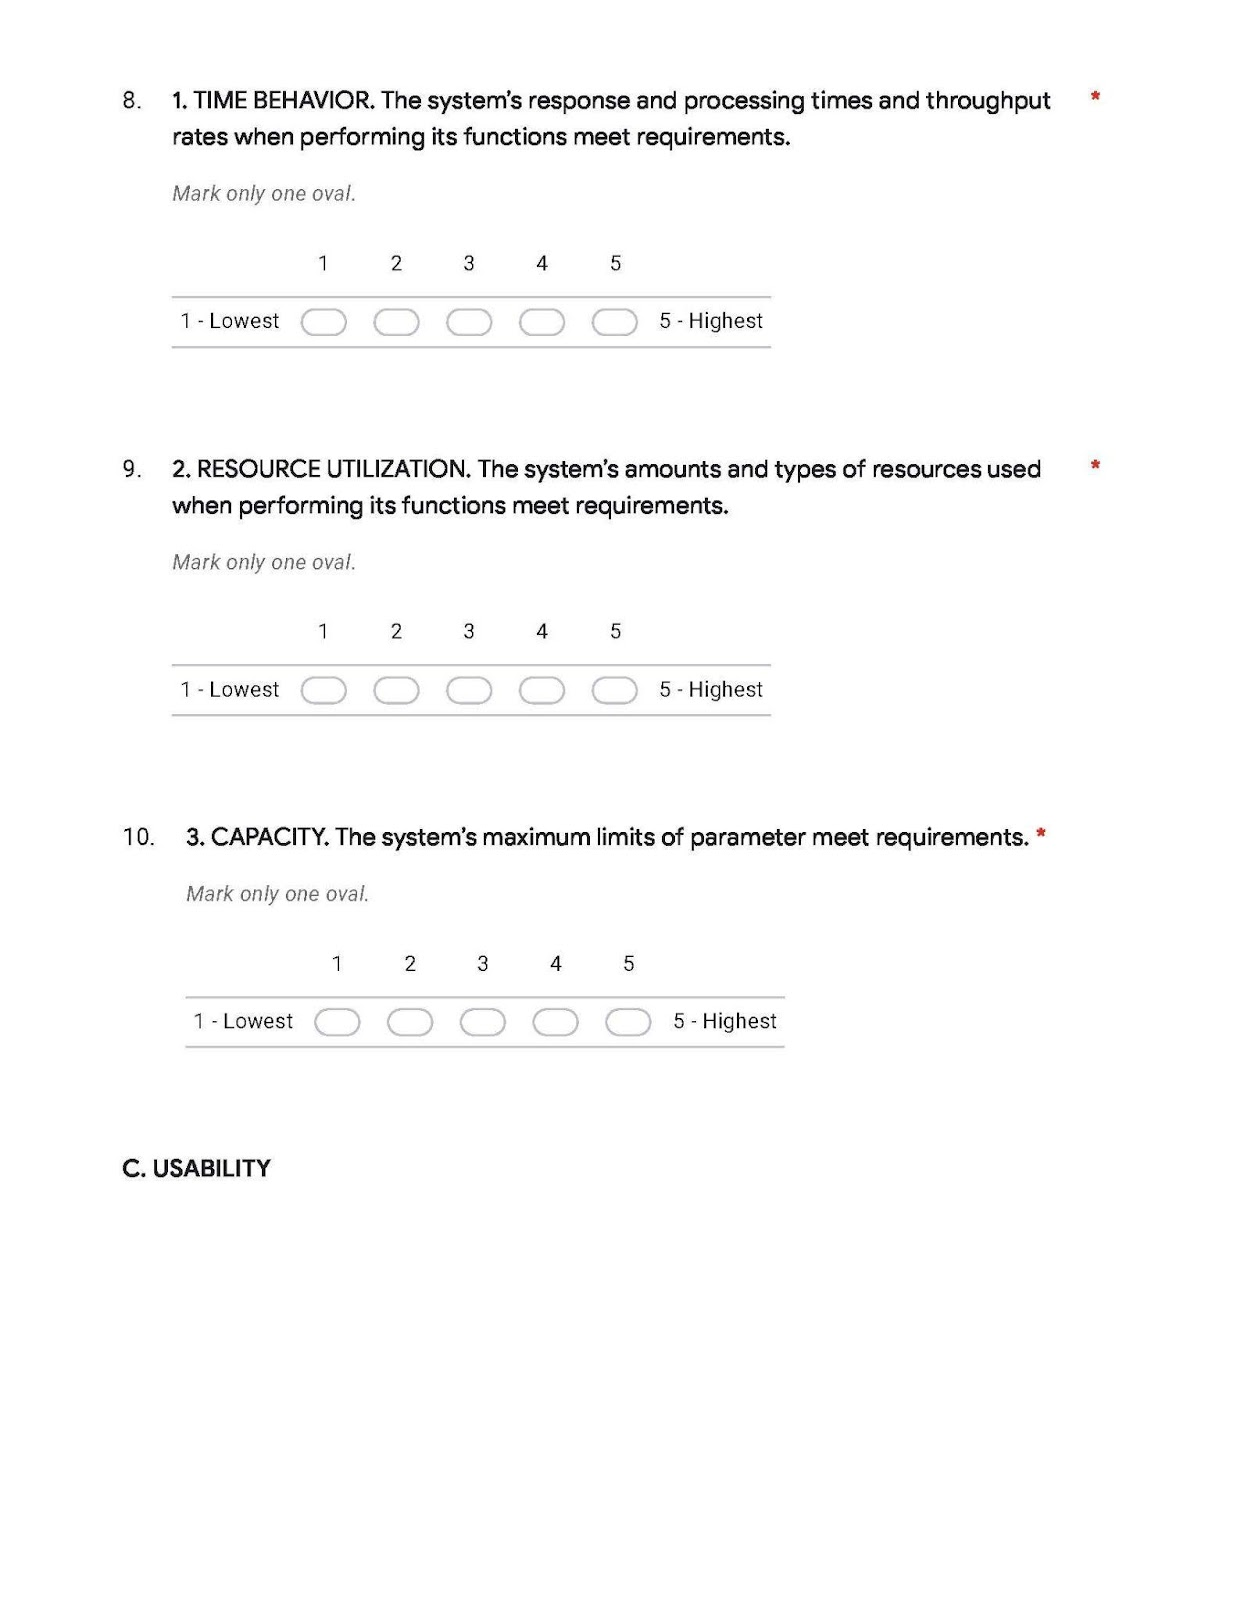 8. 1. TIME BEHAVIOR. The system's response and processing times and throughput *
rates when performing its functions meet requirements.
Mark only one oval.
1 2 3 4 5
1 - Lowest 5 - Highest
9. 2. RESOURCE UTILIZATION. The system's amounts and types of resources used *
when performing its functions meet requirements.
Mark only one oval.
1 2 3 4 5
1 - Lowest 5 - Highest
10. 3. CAPACITY. The system's maximum limits of parameter meet requirements. *
Mark only one oval.
1 2 3 4 5
1 - Lowest 5 - Highest
C. USABILITY